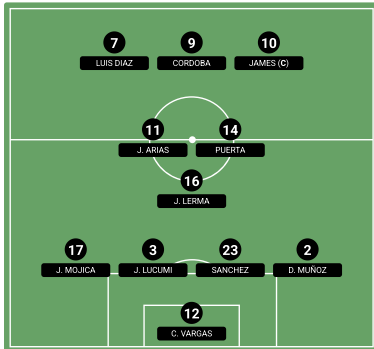 7 9 10
LUIS DIAZ CORDOBA JAMES (C)
11 14
J. ARIAS PUERTA
16
J. LERMA
17 3 23 2
J. MOJICA J. LUCUMI SANCHEZ D. MUÑOZ
12
C. VARGAS